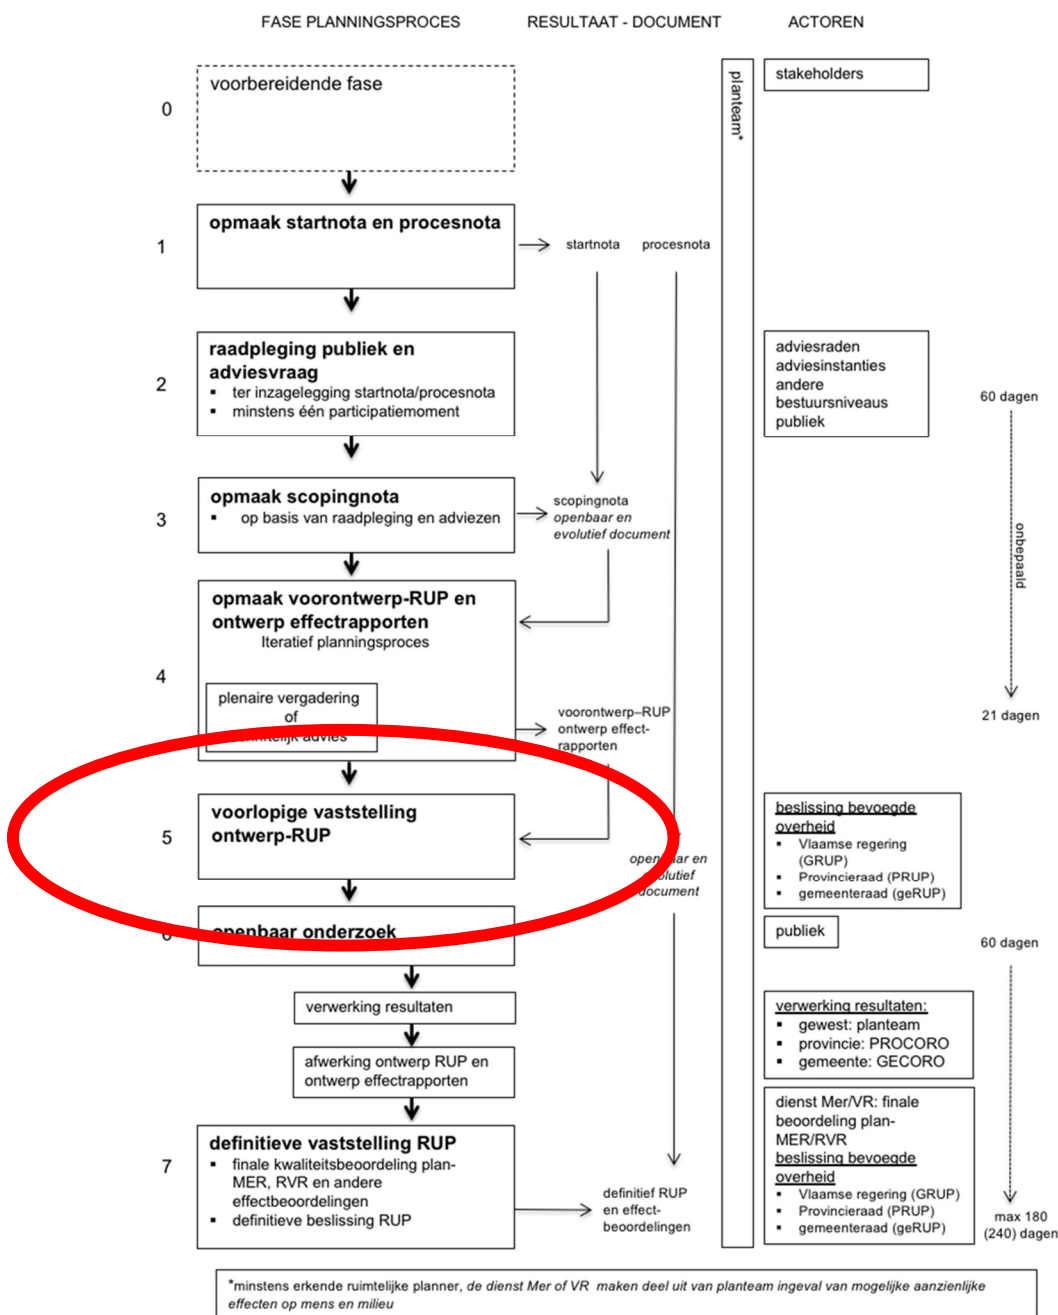 FASE PLANNINGSPROCES RESULTAAT - DOCUMENT ACTOREN
voorbereidende fase
0
planteam*
stakeholders
opmaak startnota en procesnota
1
startnota procesnota
raadpleging publiek en
adviesvraag
▪ ter inzagelegging startnota/procesnota
▪ minstens één participatiemoment
2
adviesraden
adviesinstanties
andere
bestuursniveaus
publiek
60 dagen
opmaak scopingnota
▪ op basis van raadpleging en adviezen
3
scopingnota
openbaar en
evolutief document
onbepaald
opmaak voorontwerp-RUP en
ontwerp effectrapporten
Iteratief planningsproces
4
plenaire vergadering
of
advies
voorontwerp–RUP
ontwerp effect-
rapporten
21 dagen
voorlopige vaststelling
ontwerp-RUP
5
openbaar en
evolutief
document
beslissing bevoegde
overheid
▪ Vlaamse regering
(GRUP)
▪ Provincieraad (PRUP)
▪ gemeenteraad (geRUP)
openbaar onderzoek
publiek
60 dagen
verwerking resultaten
verwerking resultaten:
▪ gewest: planteam
▪ provincie: PROCORO
▪ gemeente: GECORO
afwerking ontwerp RUP en
ontwerp effectrapporten
definitieve vaststelling RUP
▪ finale kwaliteitsbeoordeling plan-
MER, RVR en andere
effectbeoordelingen
▪ definitieve beslissing RUP
7
definitief RUP
en effect-
beoordelingen
dienst Mer/VR: finale
beoordeling plan-
MER/RVR
beslissing bevoegde
overheid
▪ Vlaamse regering (GRUP)
▪ Provincieraad (PRUP)
▪ gemeenteraad (geRUP)
max 180
(240) dagen
*minstens erkende ruimtelijke planner, de dienst Mer of VR maken deel uit van planteam ingeval van mogelijke aanzienlijke
effecten op mens en milieu